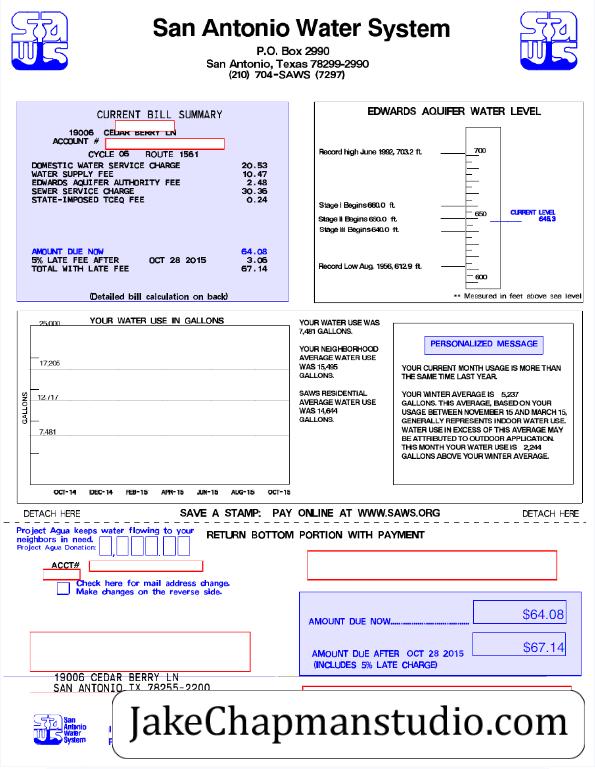 San Antonio Water System
P.O. Box 2990
San Antonio, Texas 78299-2990
(210) 704-SAWS (7297)
CURRENT BILL SUMMARY
19006 CEDAR BERRY LN
ACCOUNT #
CYCLE 06 ROUTE 1561
DOMESTIC WATER SERVICE CHARGE 20.53
WATER SUPPLY FEE 10.47
EDWARDS AQUIFER AUTHORITY FEE 2.48
SEWER SERVICE CHARGE 30.36
STATE-IMPOSED TCEQ FEE 0.24
AMOUNT DUE NOW 64.08
5% LATE FEE AFTER OCT 28 2015 3.06
TOTAL WITH LATE FEE 67.14
(Detailed bill calculation on back)
EDWARDS AQUIFER WATER LEVEL
Record high June 1992, 703.2 ft.
700
Stage I Begins 660.0 ft.
650
CURRENT LEVEL
Stage II Begins 650.0 ft.
645.3
Stage III Begins 640.0 ft.
Record Low Aug. 1956, 612.9 ft.
600
** Measured in feet above sea level
YOUR WATER USE IN GALLONS
25,000
17,205
12,717
7,481
GALLONS
OCT-14 DEC-14 FEB-15 APR-15 JUN-15 AUG-15 OCT-15
YOUR WATER USE WAS
7,481 GALLONS.
YOUR NEIGHBORHOOD
AVERAGE WATER USE
WAS 15,495
GALLONS.
SAWS RESIDENTIAL
AVERAGE WATER USE
WAS 14,644
GALLONS.
PERSONALIZED MESSAGE
YOUR CURRENT MONTH USAGE IS MORE THAN
THE SAME TIME LAST YEAR.
YOUR WINTER AVERAGE IS 5,237
GALLONS. THIS AVERAGE, BASED ON YOUR
USAGE BETWEEN NOVEMBER 15 AND MARCH 15,
GENERALLY REPRESENTS INDOOR WATER USE.
WATER USE IN EXCESS OF THIS AVERAGE MAY
BE ATTRIBUTED TO OUTDOOR APPLICATION.
THIS MONTH YOUR WATER USE IS 2,244
GALLONS ABOVE YOUR WINTER AVERAGE.
DETACH HERE SAVE A STAMP: PAY ONLINE AT WWW.SAWS.ORG DETACH HERE
Project Agua keeps water flowing to your
neighbors in need.
Project Agua Donation:
RETURN BOTTOM PORTION WITH PAYMENT
ACCT#
Check here for mail address change.
Make changes on the reverse side.
AMOUNT DUE NOW........................... $64.08
AMOUNT DUE AFTER OCT 28 2015 $67.14
(INCLUDES 5% LATE CHARGE)
19006 CEDAR BERRY LN
SAN ANTONIO TX 78255-2200
San
Antonio
Water
System
JakeChapmanstudio.com